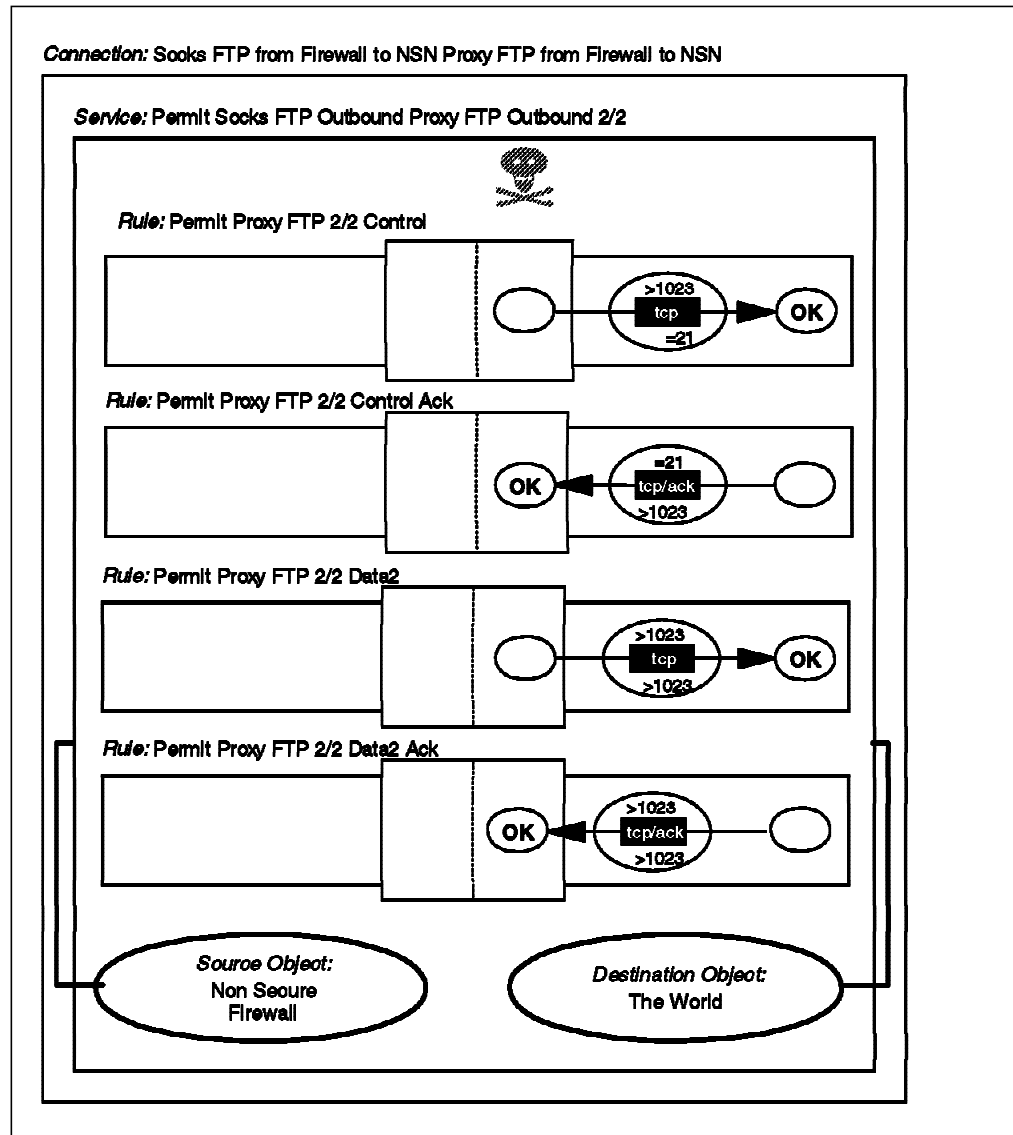 Connection: Socks FTP from Firewall to NSN Proxy FTP from Firewall to NSN
Service: Permit Socks FTP Outbound Proxy FTP Outbound 2/2
Rule: Permit Proxy FTP 2/2 Control
>1023
tcp
=21
OK
Rule: Permit Proxy FTP 2/2 Control Ack
OK
=21
tcp/ack
>1023
Rule: Permit Proxy FTP 2/2 Data2
>1023
tcp
>1023
OK
Rule: Permit Proxy FTP 2/2 Data2 Ack
OK
>1023
tcp/ack
>1023
Source Object:
Non Secure
Firewall
Destination Object:
The World